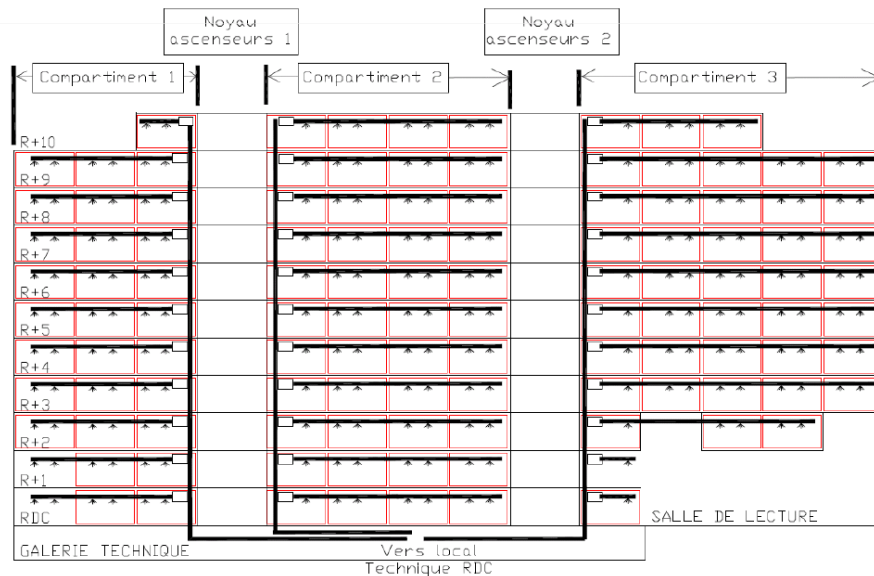 Noyau
ascenseurs 1
Noyau
ascenseurs 2
Compartiment 1
Compartiment 2
Compartiment 3
R+10
R+9
R+8
R+7
R+6
R+5
R+4
R+3
R+2
R+1
RDC
SALLE DE LECTURE
GALERIE TECHNIQUE
Vers local
Technique RDC